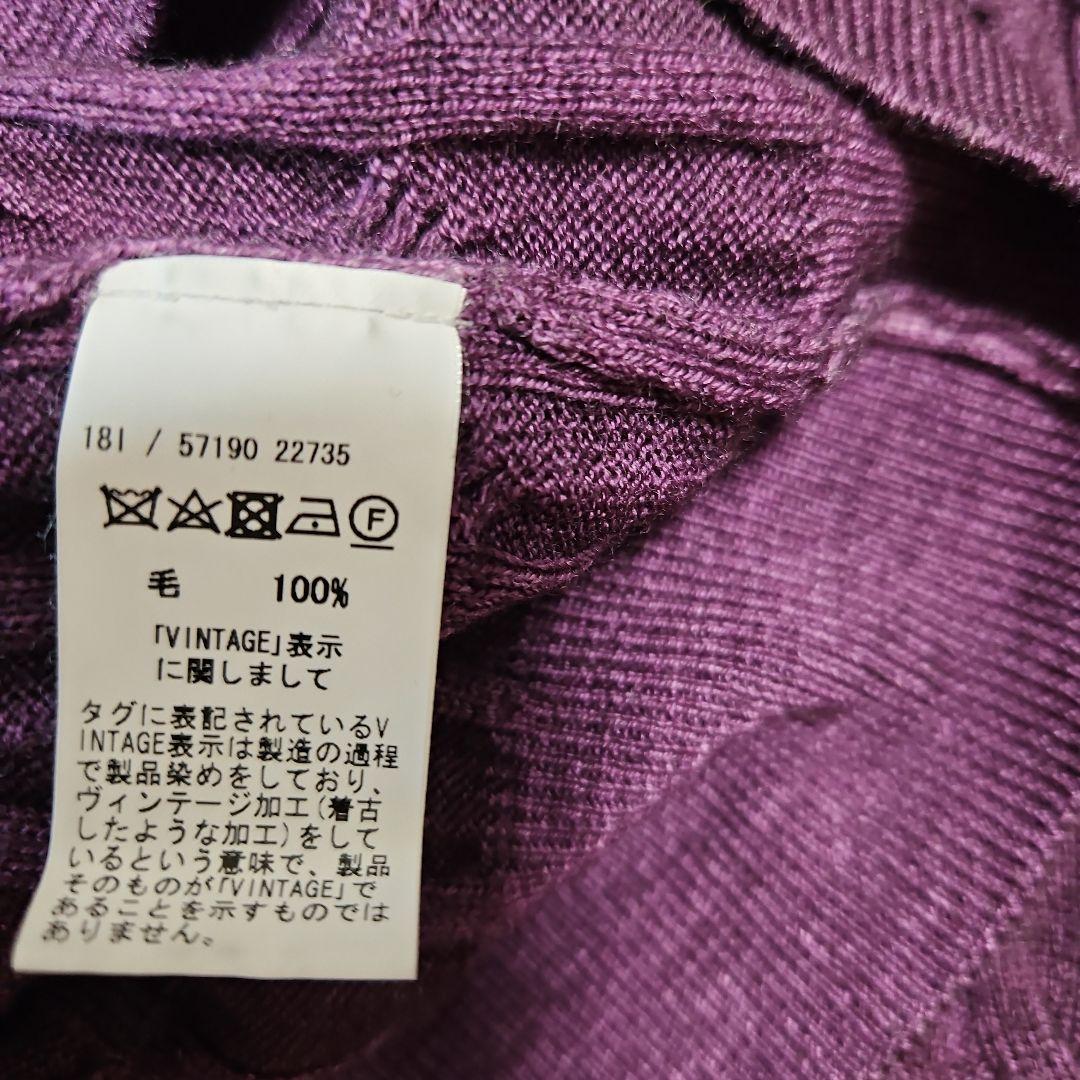 18I / 57190 22735
F
毛 100%
「VINTAGE」表示
に関しまして
タグに表記されているV
INTAGE表示は製造の過程
で製品染めをしており、
ヴィンテージ加工(着古
したような加工)をして
いるという意味で、製品
そのものが「VINTAGE」で
あることを示すものでは
ありません。